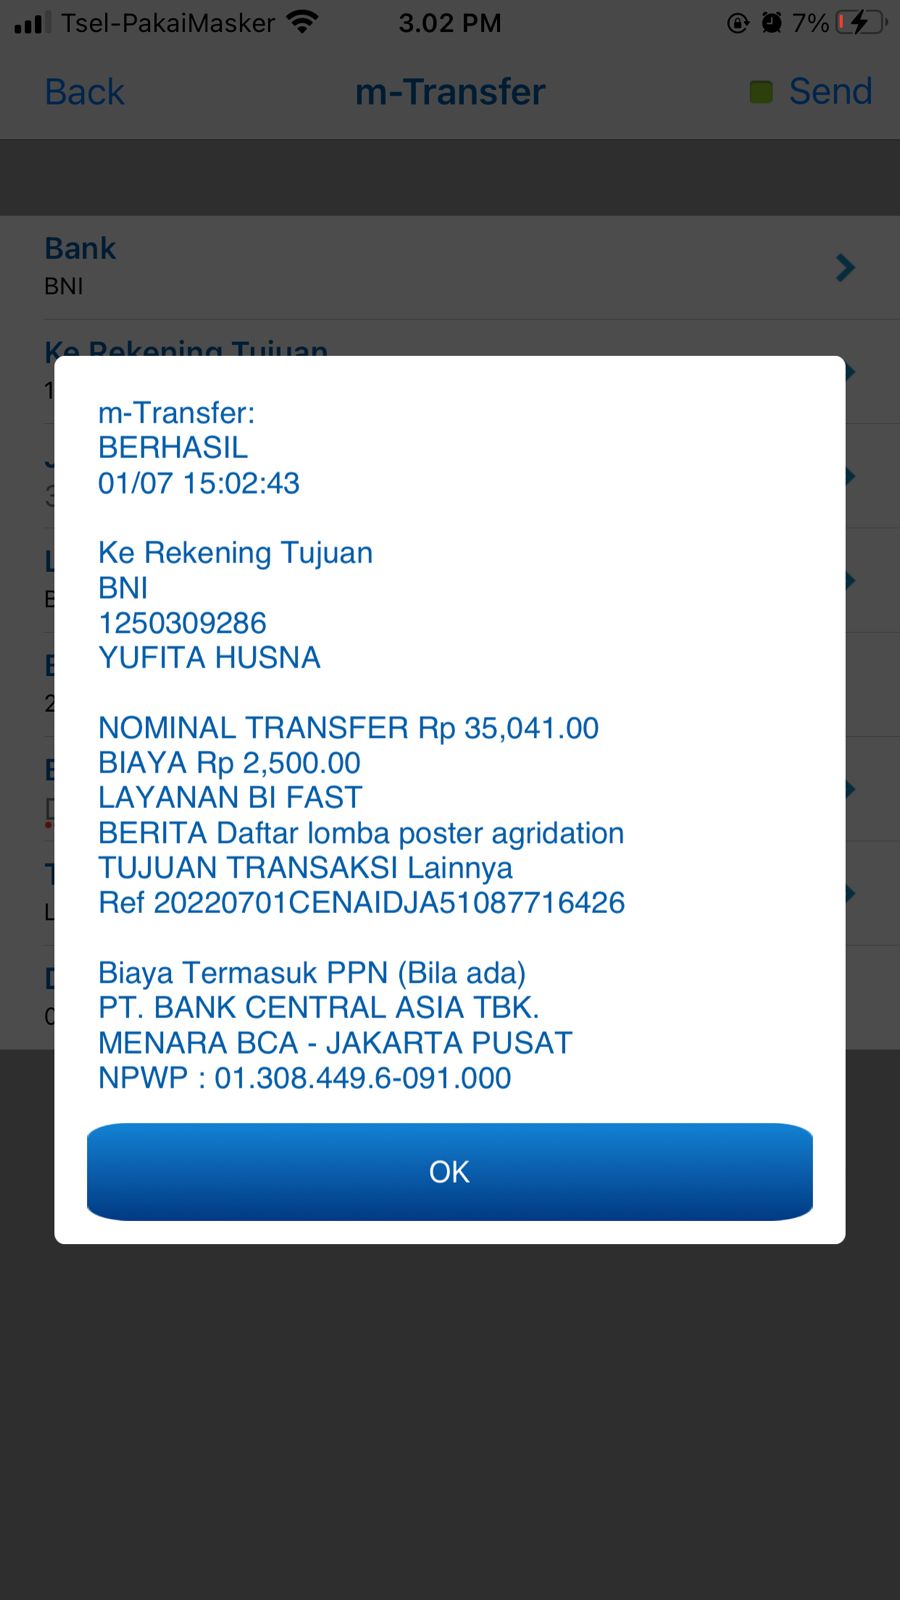 Tsel-PakaiMasker
3.02 PM
7%
Back
m-Transfer
Send
Bank
BNI
Ke Rekening Tujuan
m-Transfer:
BERHASIL
01/07 15:02:43
Ke Rekening Tujuan
BNI
1250309286
YUFITA HUSNA
NOMINAL TRANSFER Rp 35,041.00
BIAYA Rp 2,500.00
LAYANAN BI FAST
BERITA Daftar lomba poster agridation
TUJUAN TRANSAKSI Lainnya
Ref 20220701CENAIDJA51087716426
Biaya Termasuk PPN (Bila ada)
PT. BANK CENTRAL ASIA TBK.
MENARA BCA - JAKARTA PUSAT
NPWP : 01.308.449.6-091.000
OK